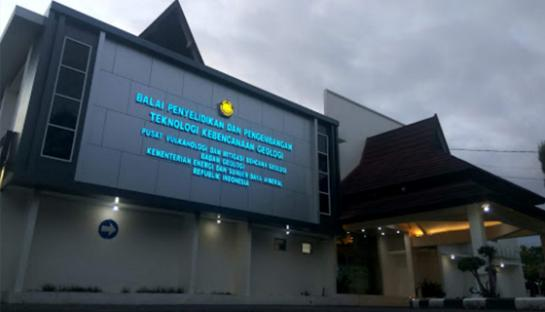 BALAI PENYELIDIKAN DAN PENGEMBANGAN
TEKNOLOGI KEBENCANAAN GEOLOGI
PUSAT VULKANOLOGI DAN MITIGASI BENCANA GEOLOGI
BADAN GEOLOGI
KEMENTERIAN ENERGI DAN SUMBER DAYA MINERAL
REPUBLIK INDONESIA